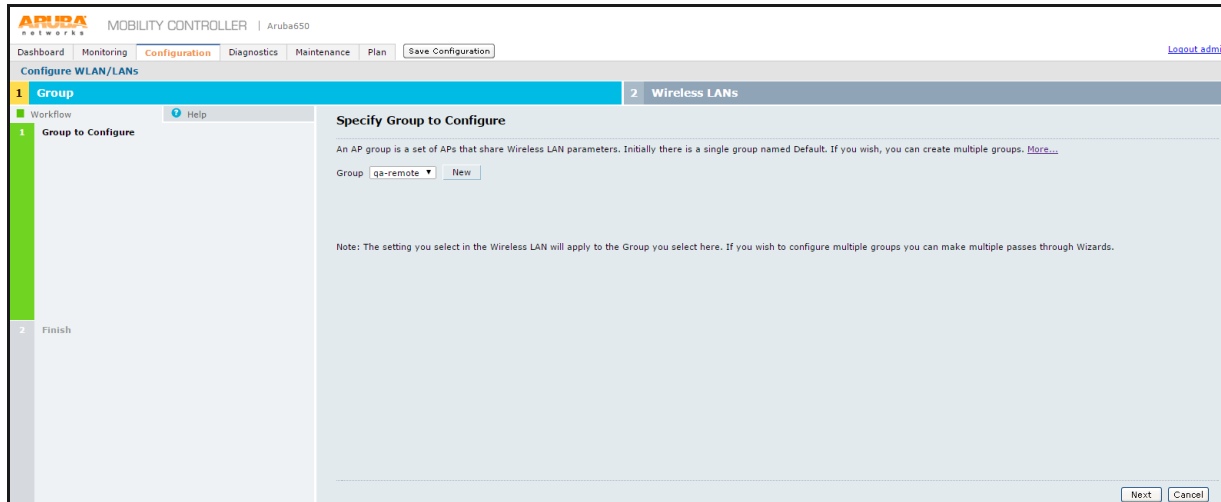 ARUBA networks MOBILITY CONTROLLER | Aruba650
Dashboard Monitoring Configuration Diagnostics Maintenance Plan Save Configuration Logout admi
Configure WLAN/LANs
1 Group 2 Wireless LANs
Workflow ? Help
1 Group to Configure
Specify Group to Configure
An AP group is a set of APs that share Wireless LAN parameters. Initially there is a single group named Default. If you wish, you can create multiple groups. More...
Group qa-remote New
Note: The setting you select in the Wireless LAN will apply to the Group you select here. If you wish to configure multiple groups you can make multiple passes through Wizards.
2 Finish
Next Cancel